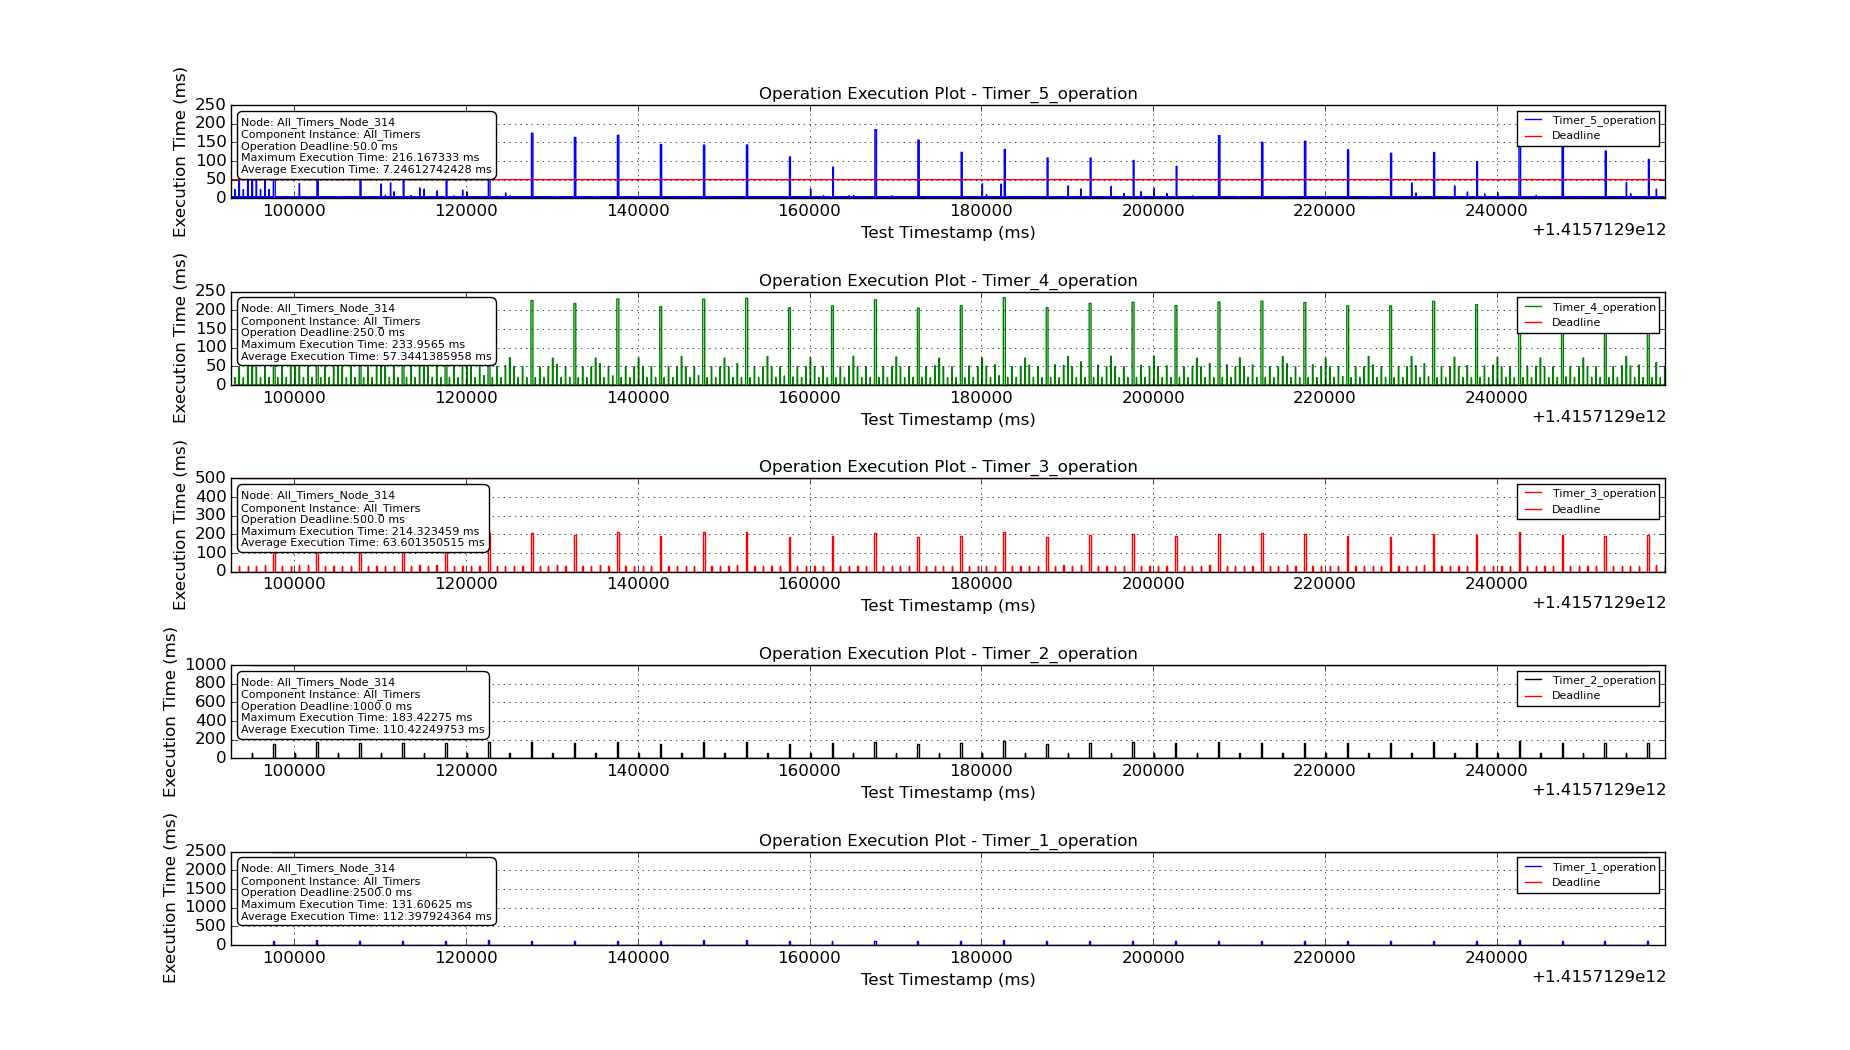 Operation Execution Plot - Timer_5_operation
Execution Time (ms)
250
200
150
100
50
0
Node: All_Timers_Node_314
Component Instance: All_Timers
Operation Deadline:50.0 ms
Maximum Execution Time: 216.167333 ms
Average Execution Time: 7.24612742428 ms
Timer_5_operation
Deadline
100000 120000 140000 160000 180000 200000 220000 240000
Test Timestamp (ms)
+1.4157129e12
Operation Execution Plot - Timer_4_operation
Execution Time (ms)
250
200
150
100
50
0
Node: All_Timers_Node_314
Component Instance: All_Timers
Operation Deadline:250.0 ms
Maximum Execution Time: 233.9565 ms
Average Execution Time: 57.3441385958 ms
Timer_4_operation
Deadline
100000 120000 140000 160000 180000 200000 220000 240000
Test Timestamp (ms)
+1.4157129e12
Operation Execution Plot - Timer_3_operation
Execution Time (ms)
500
400
300
200
100
0
Node: All_Timers_Node_314
Component Instance: All_Timers
Operation Deadline:500.0 ms
Maximum Execution Time: 214.323459 ms
Average Execution Time: 63.601350515 ms
Timer_3_operation
Deadline
100000 120000 140000 160000 180000 200000 220000 240000
Test Timestamp (ms)
+1.4157129e12
Operation Execution Plot - Timer_2_operation
Execution Time (ms)
1000
800
600
400
200
0
Node: All_Timers_Node_314
Component Instance: All_Timers
Operation Deadline:1000.0 ms
Maximum Execution Time: 183.42275 ms
Average Execution Time: 110.42249753 ms
Timer_2_operation
Deadline
100000 120000 140000 160000 180000 200000 220000 240000
Test Timestamp (ms)
+1.4157129e12
Operation Execution Plot - Timer_1_operation
Execution Time (ms)
2500
2000
1500
1000
500
0
Node: All_Timers_Node_314
Component Instance: All_Timers
Operation Deadline:2500.0 ms
Maximum Execution Time: 131.60625 ms
Average Execution Time: 112.397924364 ms
Timer_1_operation
Deadline
100000 120000 140000 160000 180000 200000 220000 240000
Test Timestamp (ms)
+1.4157129e12